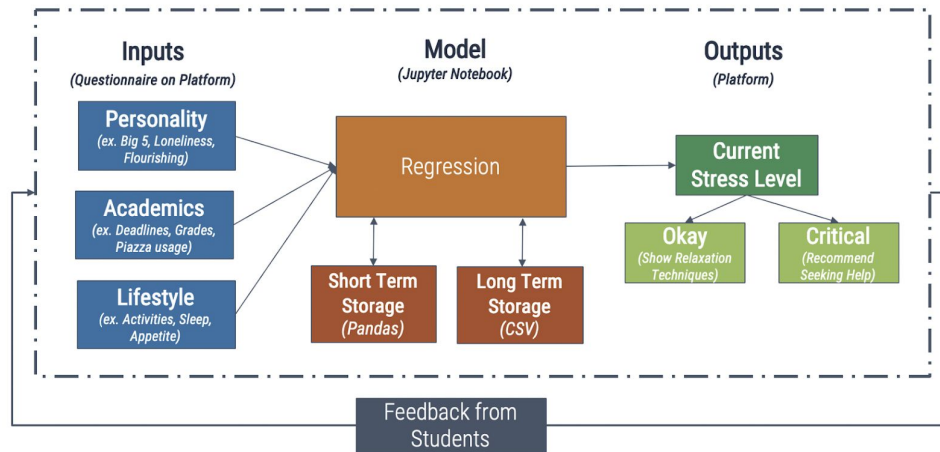 Inputs
(Questionnaire on Platform)
Personality
(ex. Big 5, Loneliness,
Flourishing)
Academics
(ex. Deadlines, Grades,
Piazza usage)
Lifestyle
(ex. Activities, Sleep,
Appetite)
Model
(Jupyter Notebook)
Regression
Short Term
Storage
(Pandas)
Long Term
Storage
(CSV)
Outputs
(Platform)
Current
Stress Level
Okay
(Show Relaxation
Techniques)
Critical
(Recommend
Seeking Help)
Feedback from
Students